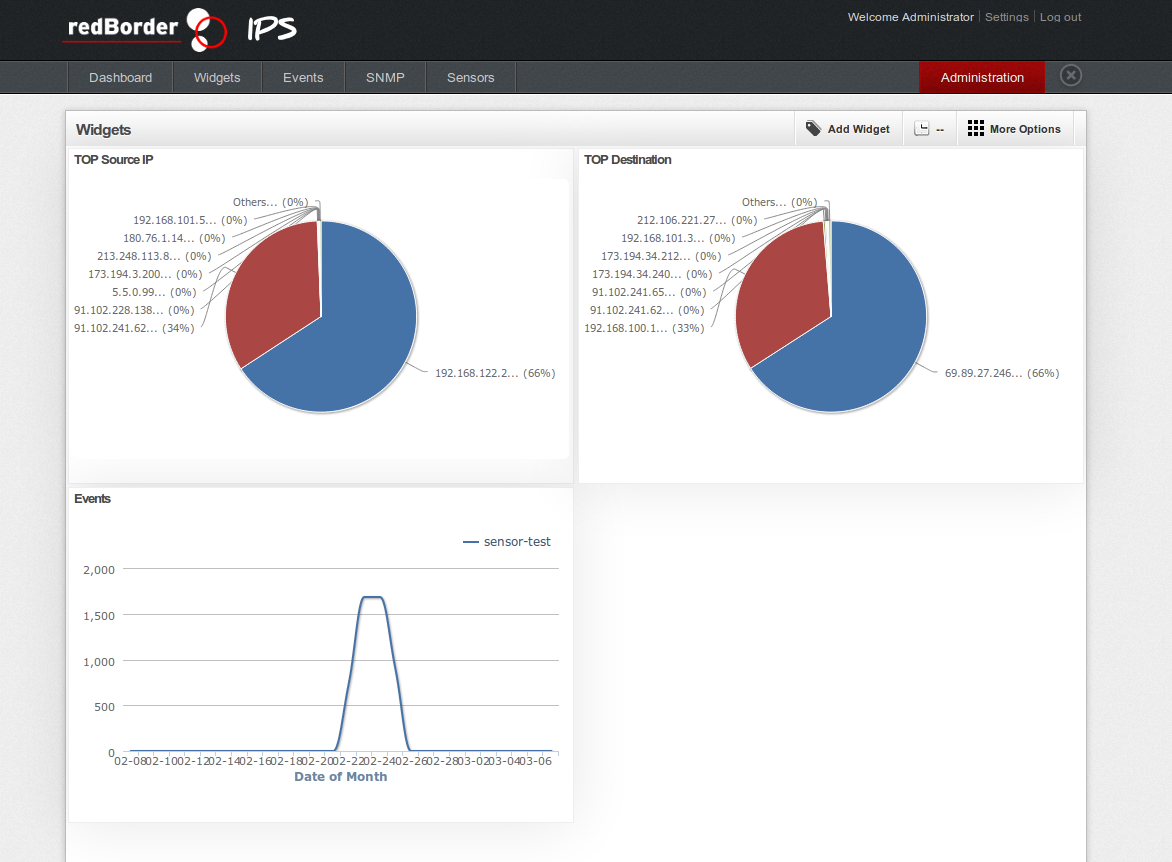 redBorder IPS
Welcome Administrator Settings Log out
Dashboard Widgets Events SNMP Sensors Administration
Widgets Add Widget -- More Options
TOP Source IP
Others... (0%)
192.168.101.5... (0%)
180.76.1.14... (0%)
213.248.113.8... (0%)
173.194.3.200... (0%)
5.5.0.99... (0%)
91.102.228.138... (0%)
91.102.241.62... (34%)
192.168.122.2... (66%)
TOP Destination
Others... (0%)
212.106.221.27... (0%)
192.168.101.3... (0%)
173.194.34.212... (0%)
173.194.34.240... (0%)
91.102.241.65... (0%)
91.102.241.62... (0%)
192.168.100.1... (33%)
69.89.27.246... (66%)
Events
sensor-test
2,000
1,500
1,000
500
0
02-08 02-10 02-12 02-14 02-16 02-18 02-20 02-22 02-24 02-26 02-28 03-02 03-04 03-06
Date of Month